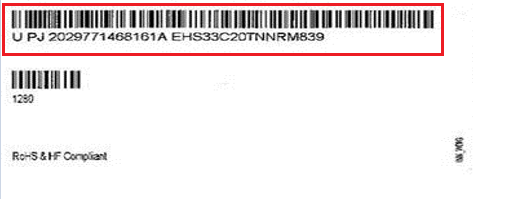 U PJ 2029771468161A EHS33C20TNNRM839
1280
RoHS & HF Compliant